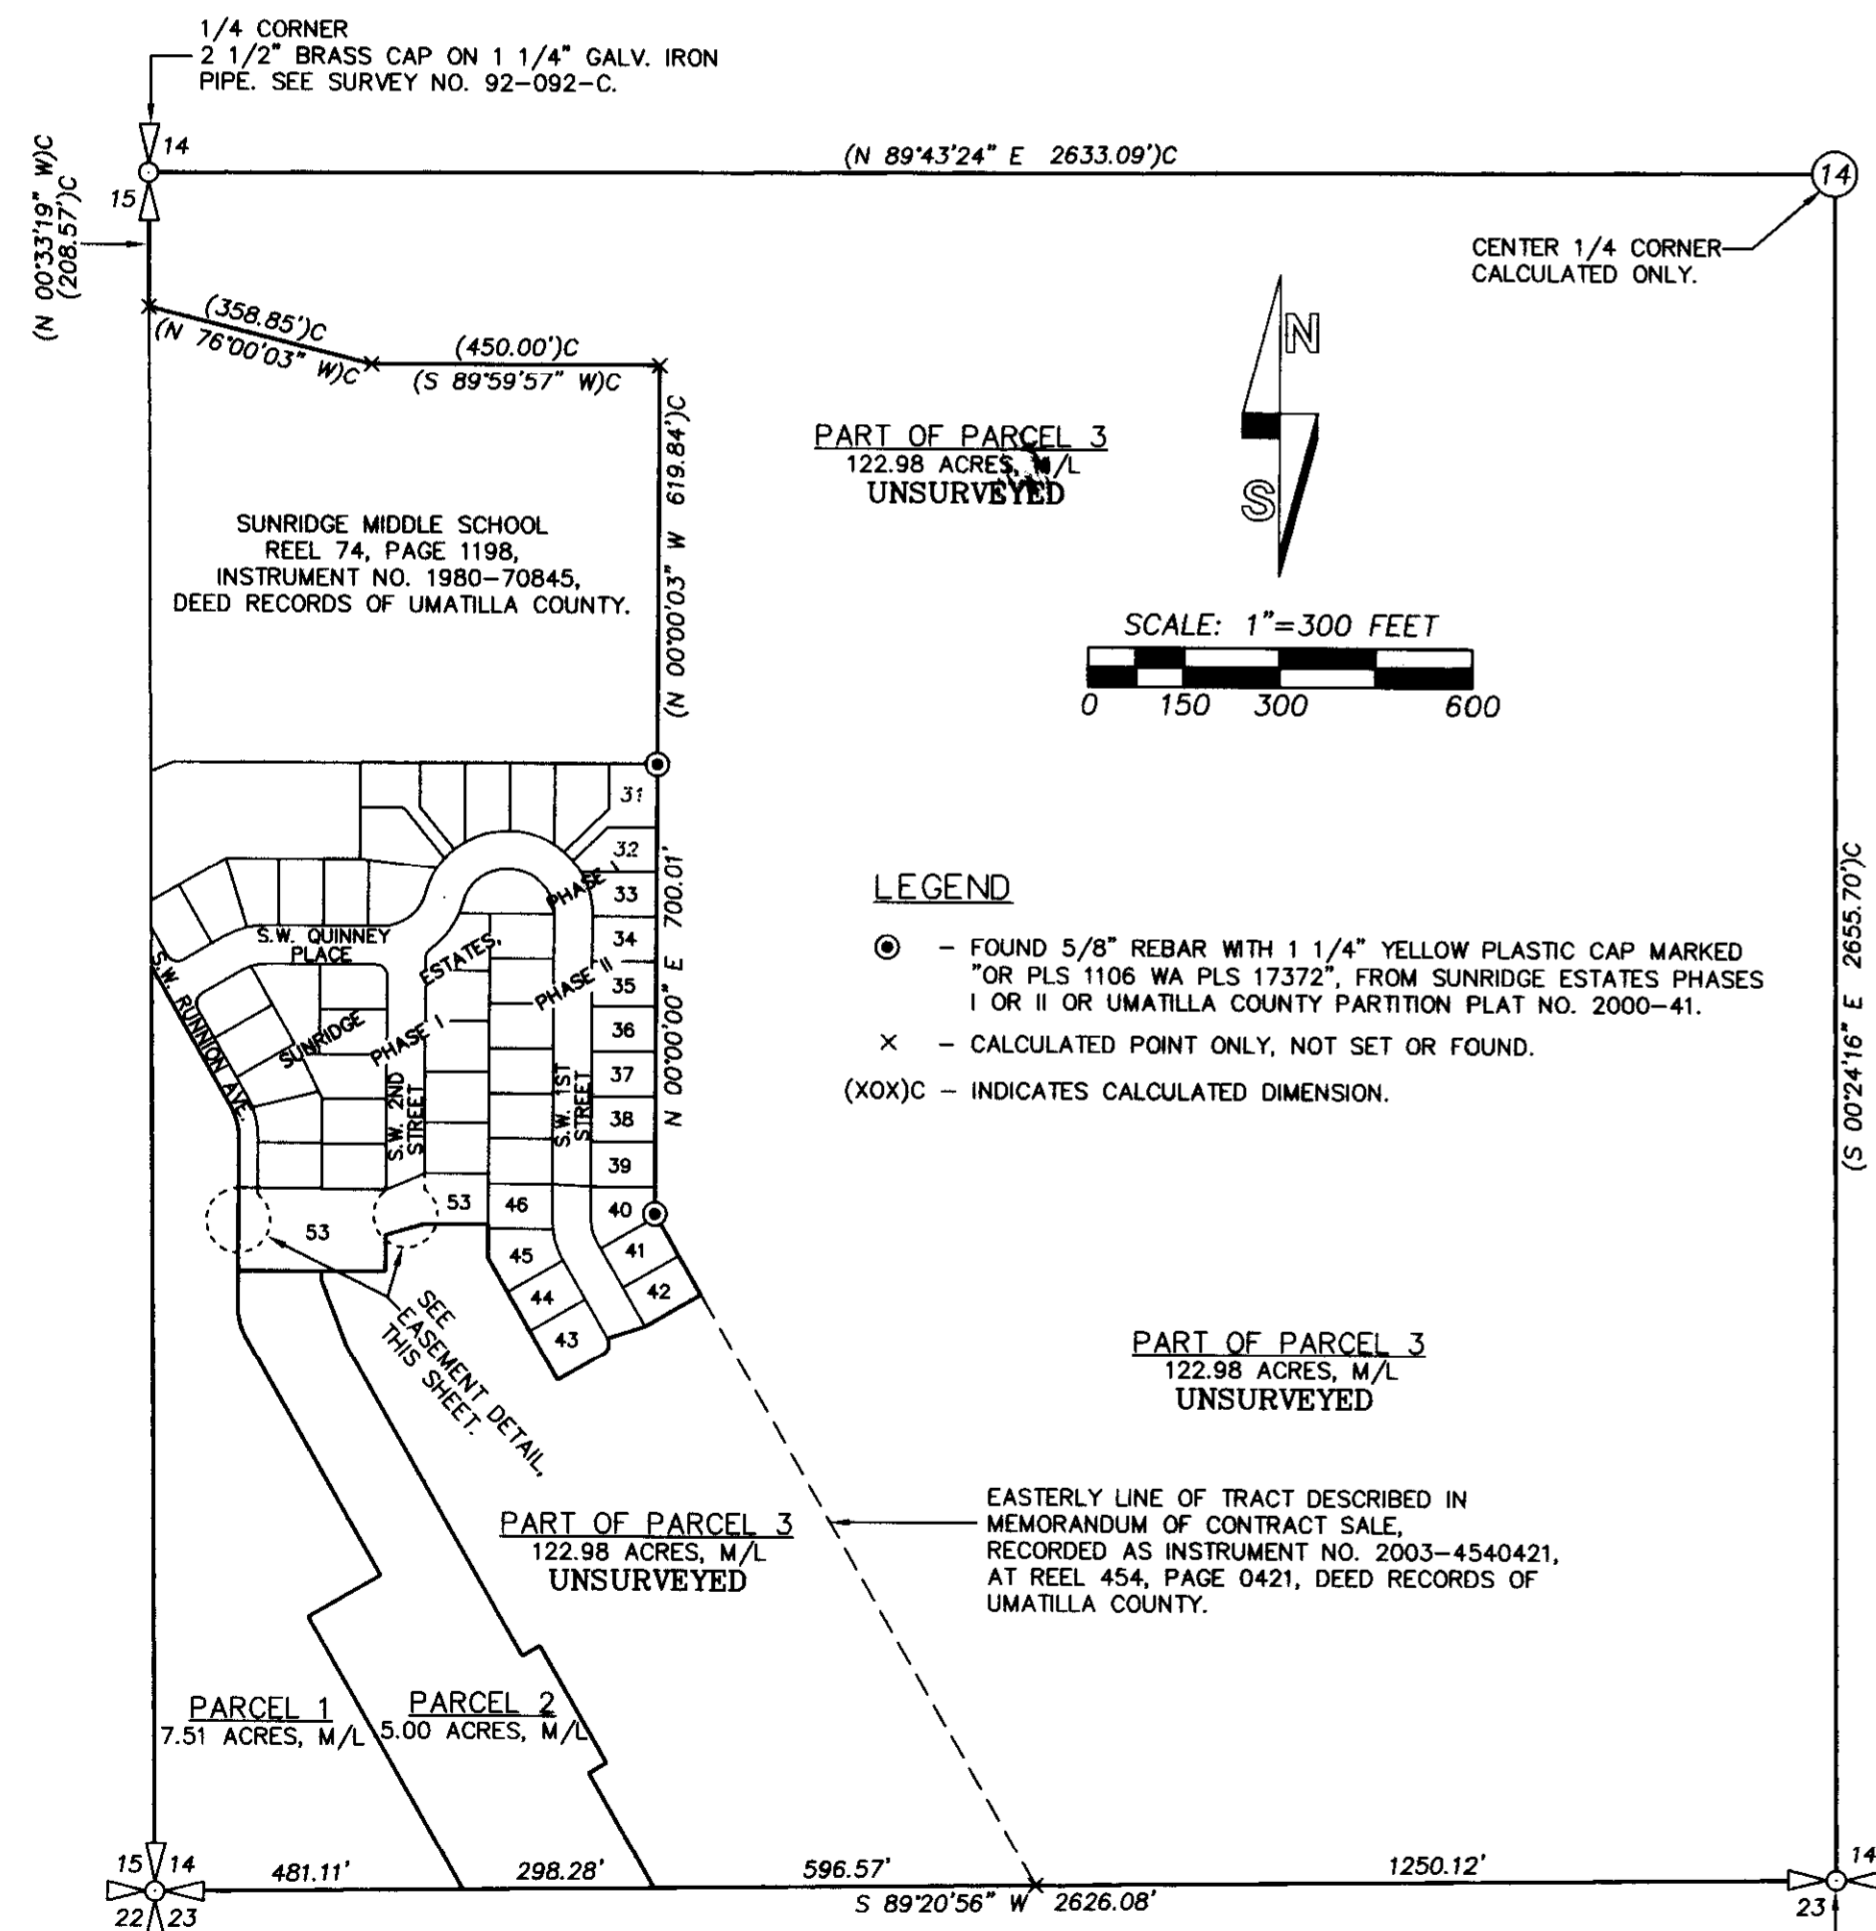 1/4 CORNER
2 1/2" BRASS CAP ON 1 1/4" GALV. IRON
PIPE. SEE SURVEY NO. 92-092-C.
14
15
(N 00°33'19" W)C
(208.57')C
(N 89°43'24" E 2633.09')C
14
CENTER 1/4 CORNER
CALCULATED ONLY.
(358.85')C
(N 76°00'03" W)C
(450.00')C
(S 89°59'57" W)C
(N 00°00'03" W 619.84')C
N
S
PART OF PARCEL 3
122.98 ACRES, M/L
UNSURVEYED
SUNRIDGE MIDDLE SCHOOL
REEL 74, PAGE 1198,
INSTRUMENT NO. 1980-70845,
DEED RECORDS OF UMATILLA COUNTY.
SCALE: 1"=300 FEET
0 150 300 600
31
32
33
34
35
36
37
38
39
40
41
42
43
44
45
46
53
53
N 00°00'00" E 700.01'
PHASE I
PHASE II
SUNRIDGE
ESTATES,
PHASE I
S.W. QUINNEY
PLACE
S.W. RUNNION AVE.
S.W. 2ND
STREET
S.W. 1ST
STREET
LEGEND
– FOUND 5/8" REBAR WITH 1 1/4" YELLOW PLASTIC CAP MARKED
"OR PLS 1106 WA PLS 17372", FROM SUNRIDGE ESTATES PHASES
I OR II OR UMATILLA COUNTY PARTITION PLAT NO. 2000-41.
× – CALCULATED POINT ONLY, NOT SET OR FOUND.
(XOX)C – INDICATES CALCULATED DIMENSION.
(S 00°24'16" E 2655.70')C
SEE
EASEMENT DETAIL,
THIS SHEET.
PART OF PARCEL 3
122.98 ACRES, M/L
UNSURVEYED
PART OF PARCEL 3
122.98 ACRES, M/L
UNSURVEYED
EASTERLY LINE OF TRACT DESCRIBED IN
MEMORANDUM OF CONTRACT SALE,
RECORDED AS INSTRUMENT NO. 2003-4540421,
AT REEL 454, PAGE 0421, DEED RECORDS OF
UMATILLA COUNTY.
PARCEL 1
7.51 ACRES, M/L
PARCEL 2
5.00 ACRES, M/L
15 14
22 23
481.11'
298.28'
596.57'
1250.12'
S 89°20'56" W 2626.08'
14
23